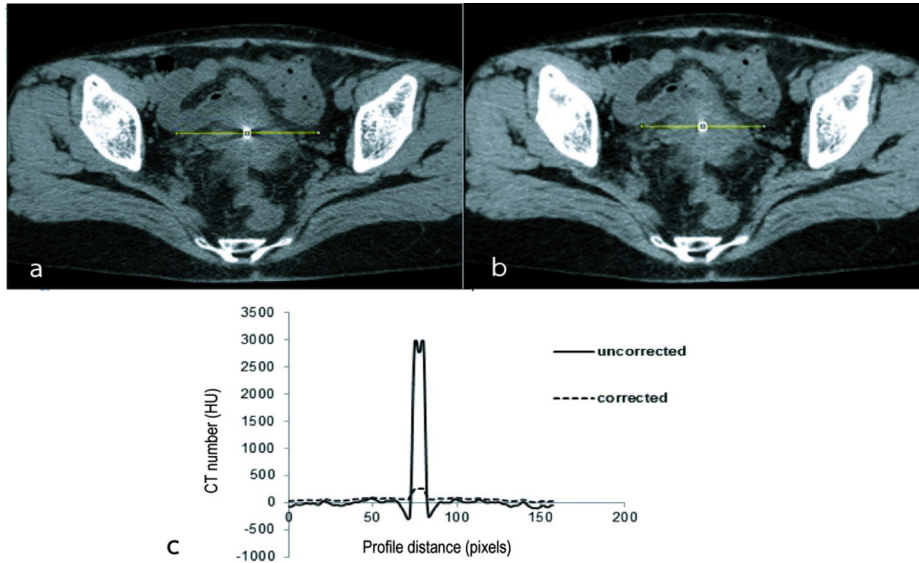 a
b
3500
3000
2500
2000
1500
1000
500
0
-500
-1000
0
50
100
150
200
CT number (HU)
Profile distance (pixels)
uncorrected
corrected
c